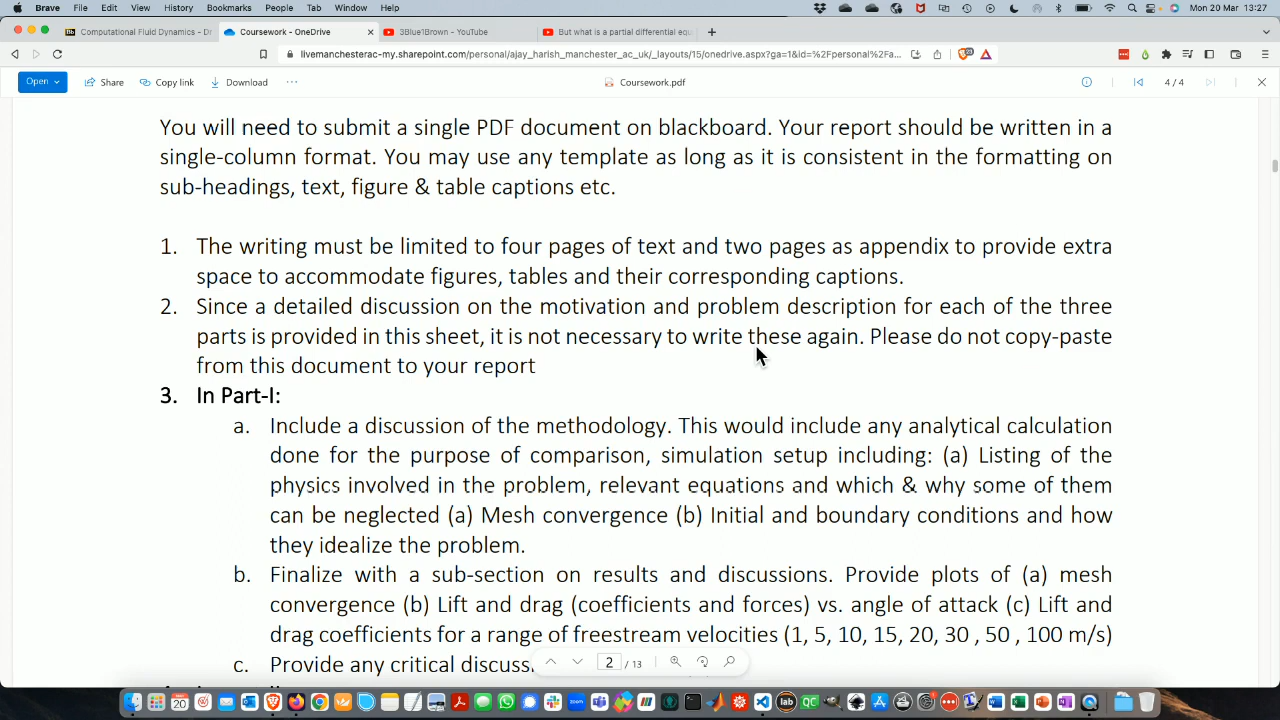 Brave File Edit View History Bookmarks People Tab Window Help Mon 20 Mar 13:27
Computational Fluid Dynamics - Dr Coursework - OneDrive 3Blue1Brown - YouTube But what is a partial differential equ
livemanchesterac-my.sharepoint.com/personal/ajay_harish_manchester_ac_uk/_layouts/15/onedrive.aspx?ga=1&id=%2Fpersonal%2Fa...
Open Share Copy link Download ... Coursework.pdf 4 / 4
You will need to submit a single PDF document on blackboard. Your report should be written in a
single-column format. You may use any template as long as it is consistent in the formatting on
sub-headings, text, figure & table captions etc.
1. The writing must be limited to four pages of text and two pages as appendix to provide extra
space to accommodate figures, tables and their corresponding captions.
2. Since a detailed discussion on the motivation and problem description for each of the three
parts is provided in this sheet, it is not necessary to write these again. Please do not copy-paste
from this document to your report
3. In Part-I:
a. Include a discussion of the methodology. This would include any analytical calculation
done for the purpose of comparison, simulation setup including: (a) Listing of the
physics involved in the problem, relevant equations and which & why some of them
can be neglected (a) Mesh convergence (b) Initial and boundary conditions and how
they idealize the problem.
b. Finalize with a sub-section on results and discussions. Provide plots of (a) mesh
convergence (b) Lift and drag (coefficients and forces) vs. angle of attack (c) Lift and
drag coefficients for a range of freestream velocities (1, 5, 10, 15, 20, 30 , 50 , 100 m/s)
c. Provide any critical discuss
2 / 13